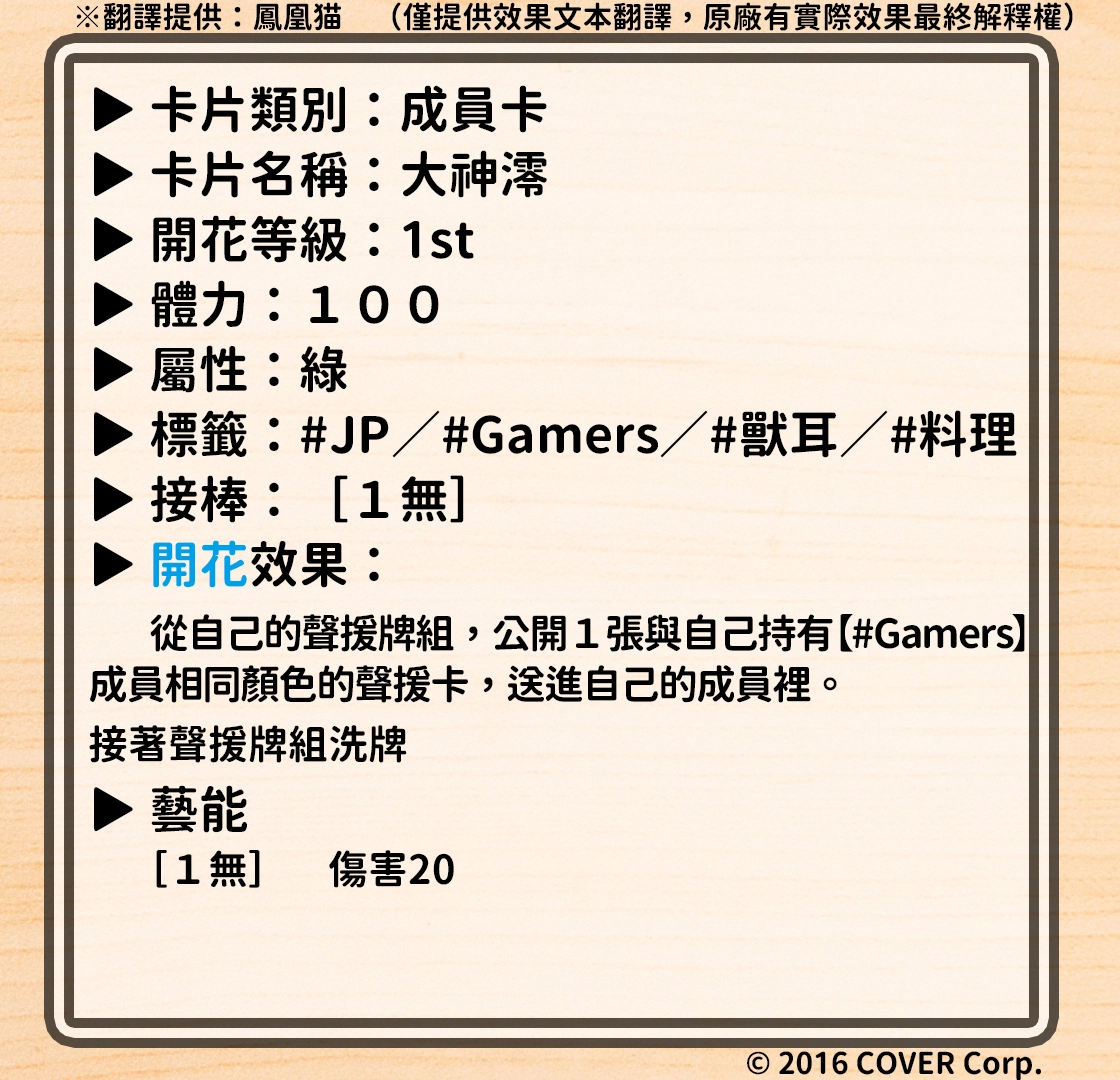 ※翻譯提供：鳳凰猫　（僅提供效果文本翻譯，原廠有實際效果最終解釋權）
▶ 卡片類別：成員卡
▶ 卡片名稱：大神澪
▶ 開花等級：1st
▶ 體力：１００
▶ 屬性：綠
▶ 標籤：#JP／#Gamers／#獸耳／#料理
▶ 接棒：［１無］
▶ 開花效果：
從自己的聲援牌組，公開１張與自己持有【#Gamers】
成員相同顏色的聲援卡，送進自己的成員裡。
接著聲援牌組洗牌
▶ 藝能
［１無］　傷害20
© 2016 COVER Corp.